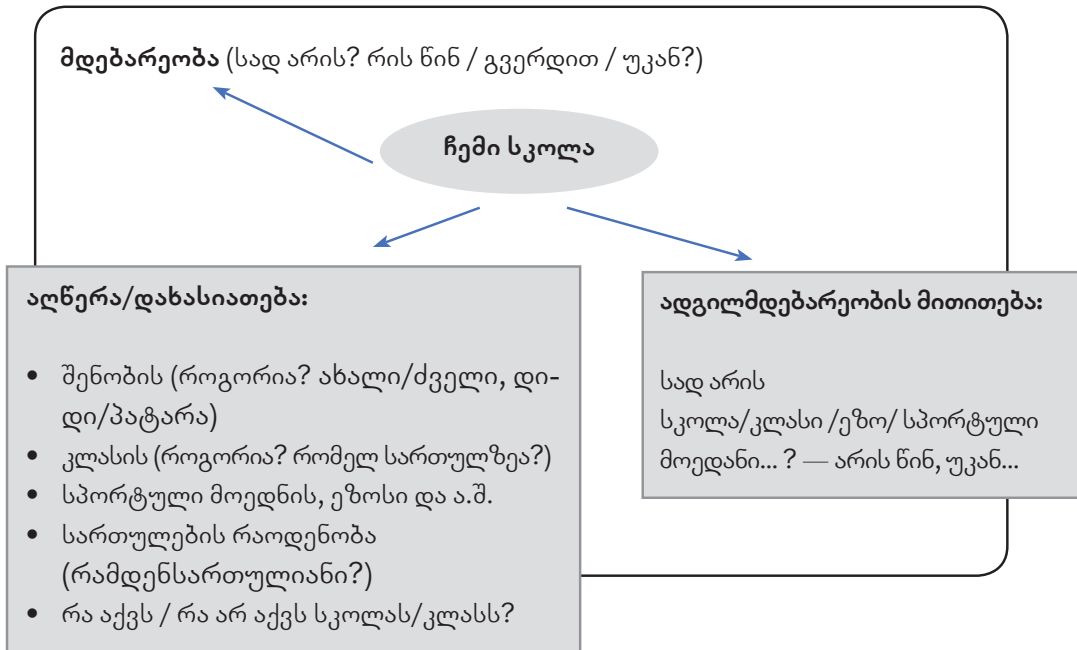 მდებარეობა (სად არის? რის წინ / გვერდით / უკან?)
ჩემი სკოლა
აღწერა/დახასიათება:
• შენობის (როგორია? ახალი/ძველი, დი-
დი/პატარა)
• კლასის (როგორია? რომელ სართულზეა?)
• სპორტული მოედნის, ეზოსი და ა.შ.
• სართულების რაოდენობა
(რამდენსართულიანი?)
• რა აქვს / რა არ აქვს სკოლას/კლასს?
ადგილმდებარეობის მითითება:
სად არის
სკოლა/კლასი /ეზო/ სპორტული
მოედანი... ? — არის წინ, უკან...